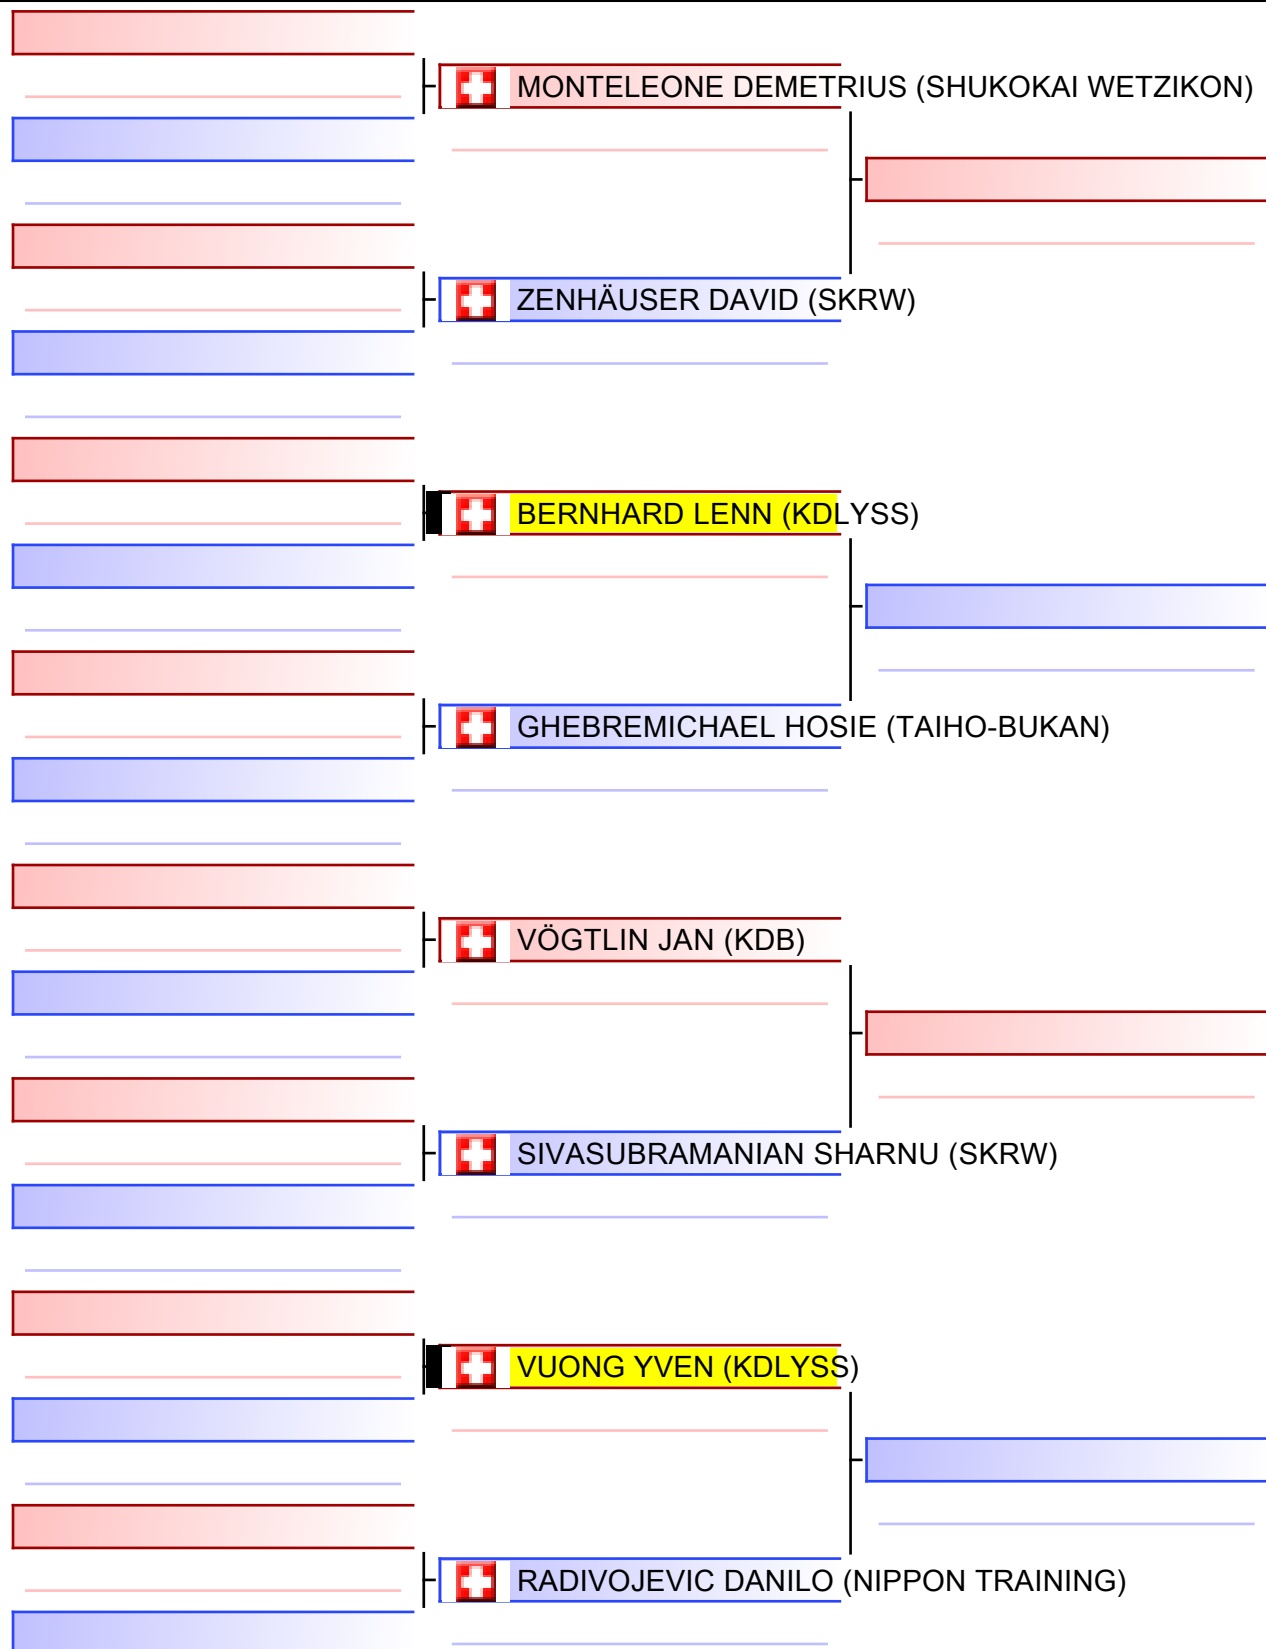 MONTELEONE DEMETRIUS (SHUKOKAI WETZIKON)
ZENHÄUSER DAVID (SKRW)
BERNHARD LENN (KDLYSS)
GHEBREMICHAEL HOSIE (TAIHO-BUKAN)
VÖGTLIN JAN (KDB)
SIVASUBRAMANIAN SHARNU (SKRW)
VUONG YVEN (KDLYSS)
RADIVOJEVIC DANILO (NIPPON TRAINING)